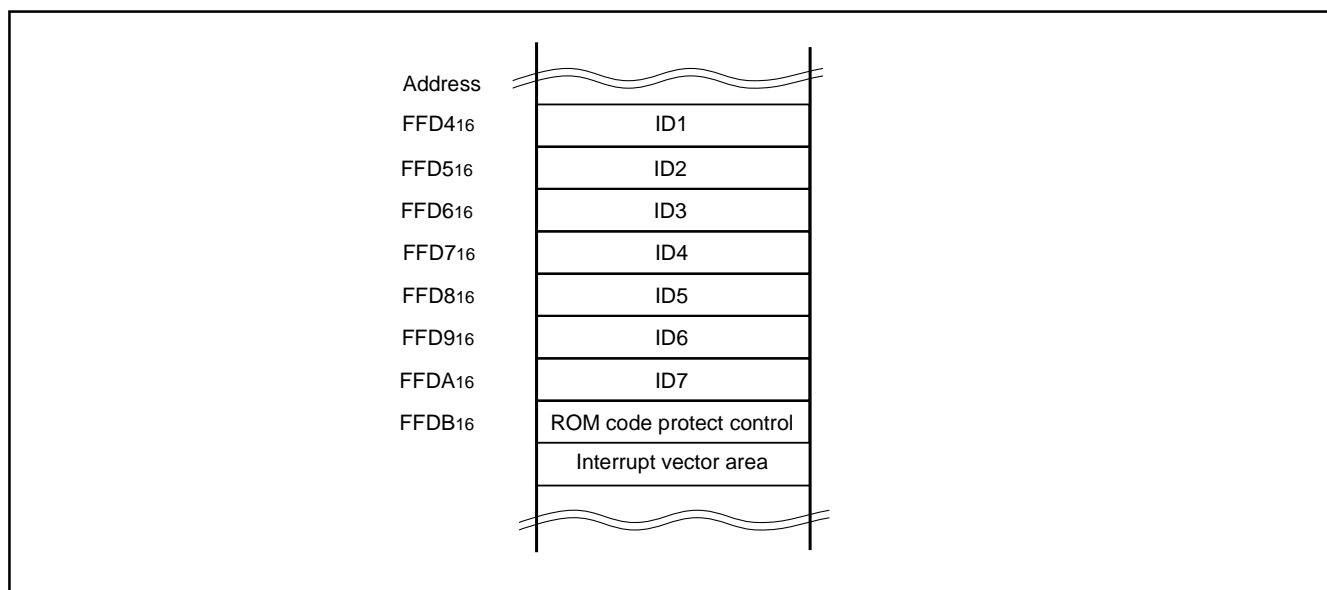 Address
FFD416 ID1
FFD516 ID2
FFD616 ID3
FFD716 ID4
FFD816 ID5
FFD916 ID6
FFDA16 ID7
FFDB16 ROM code protect control
Interrupt vector area